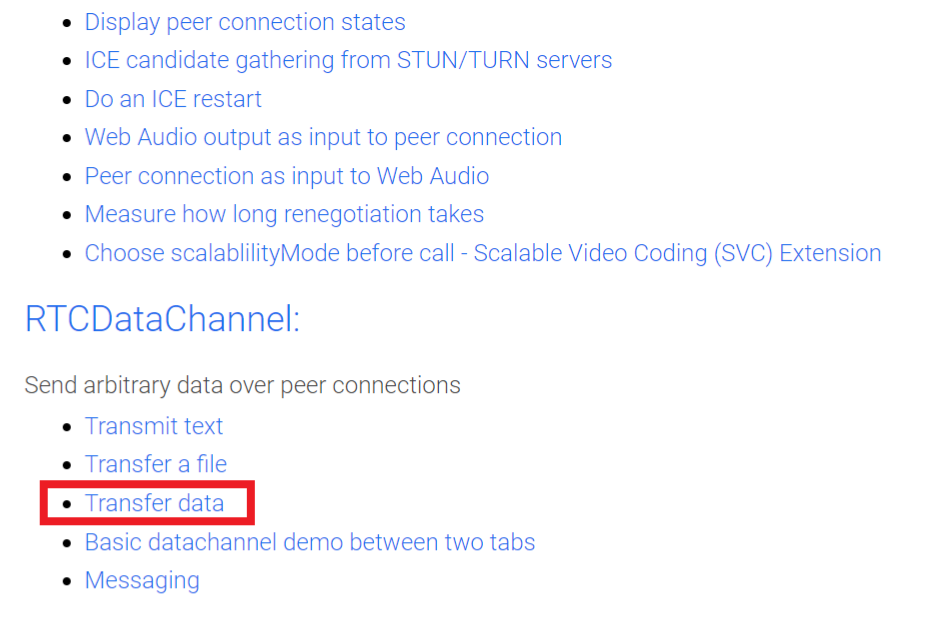 Display peer connection states
ICE candidate gathering from STUN/TURN servers
Do an ICE restart
Web Audio output as input to peer connection
Peer connection as input to Web Audio
Measure how long renegotiation takes
Choose scalablilityMode before call - Scalable Video Coding (SVC) Extension
RTCDataChannel:
Send arbitrary data over peer connections
Transmit text
Transfer a file
Transfer data
Basic datachannel demo between two tabs
Messaging